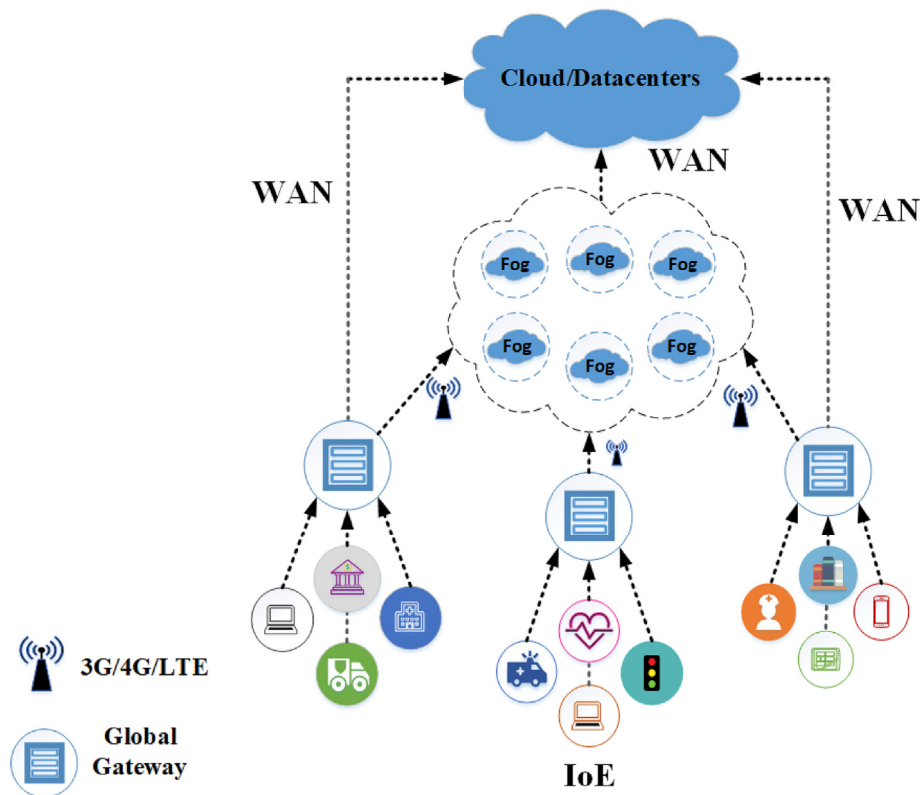 Cloud/Datacenters
WAN
WAN
WAN
Fog
Fog
Fog
Fog
Fog
Fog
3G/4G/LTE
Global
Gateway
IoE